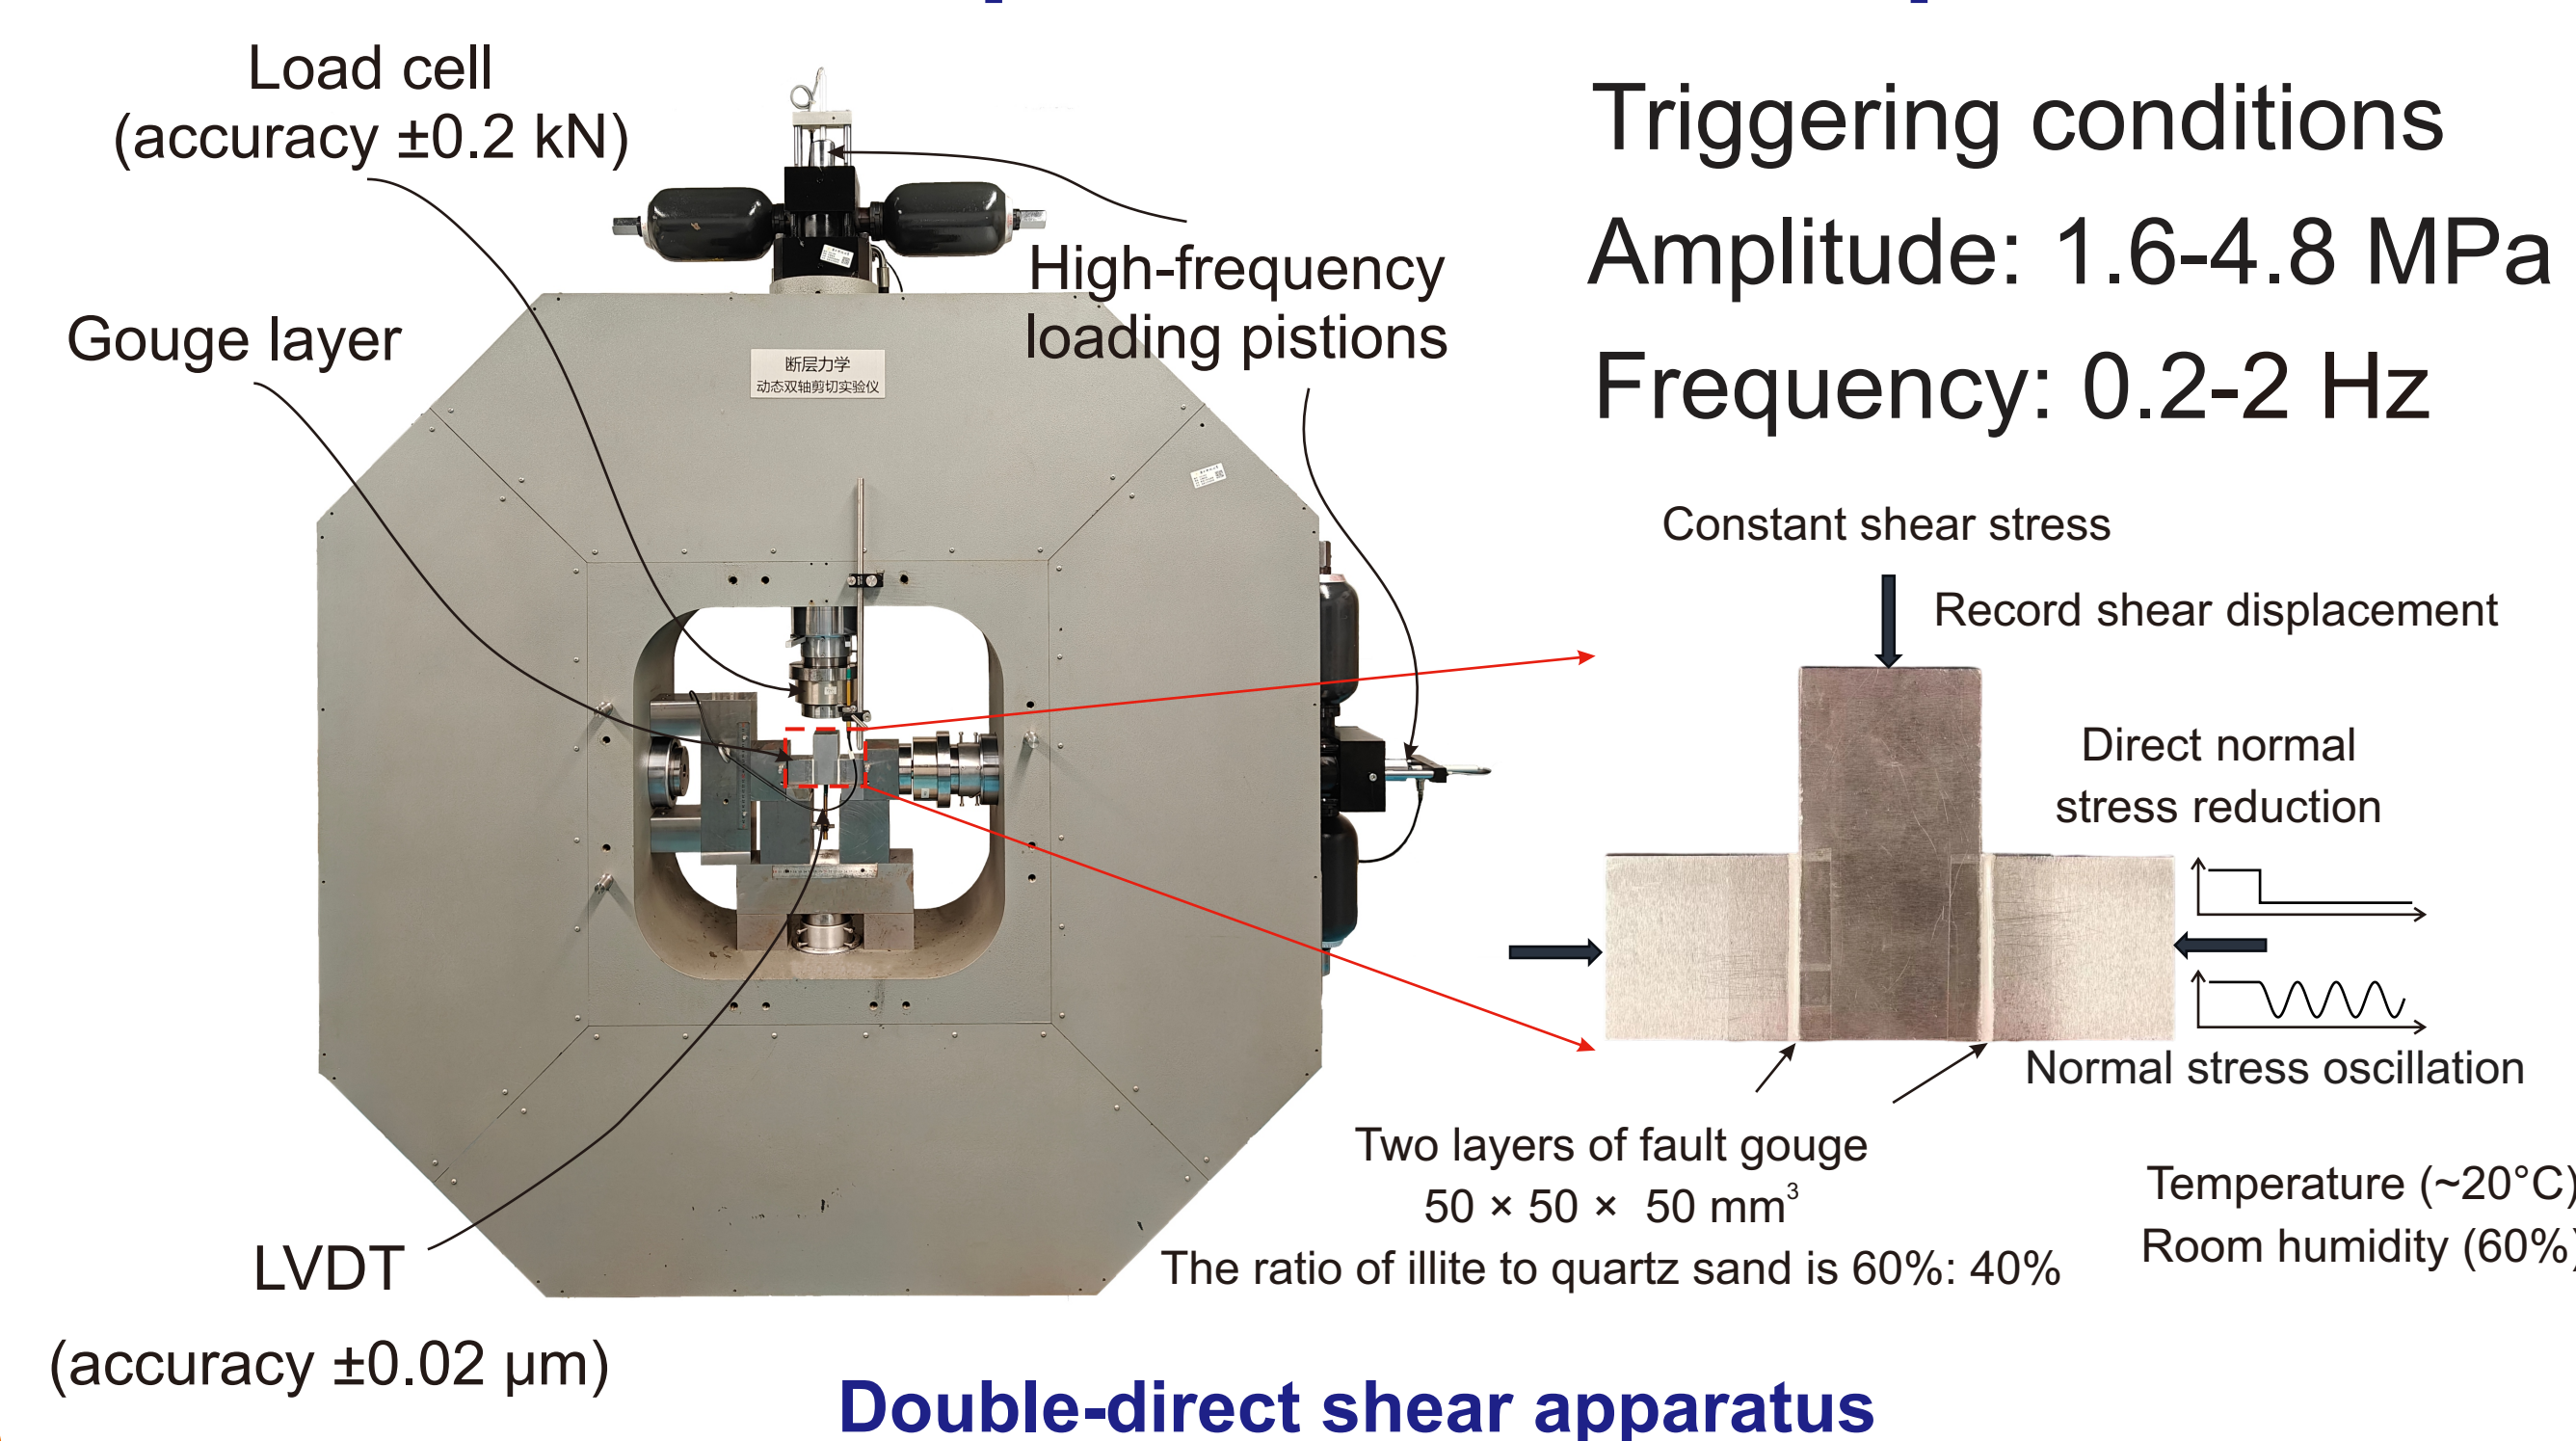 Load cell
(accuracy ±0.2 kN)
Gouge layer
High-frequency
loading pistions
断层力学
动态双轴剪切实验仪
LVDT
(accuracy ±0.02 μm)
Triggering conditions
Amplitude: 1.6-4.8 MPa
Frequency: 0.2-2 Hz
Constant shear stress
Record shear displacement
Direct normal
stress reduction
Normal stress oscillation
Two layers of fault gouge
50 × 50 × 50 mm³
The ratio of illite to quartz sand is 60%: 40%
Temperature (~20°C)
Room humidity (60%)
Double-direct shear apparatus